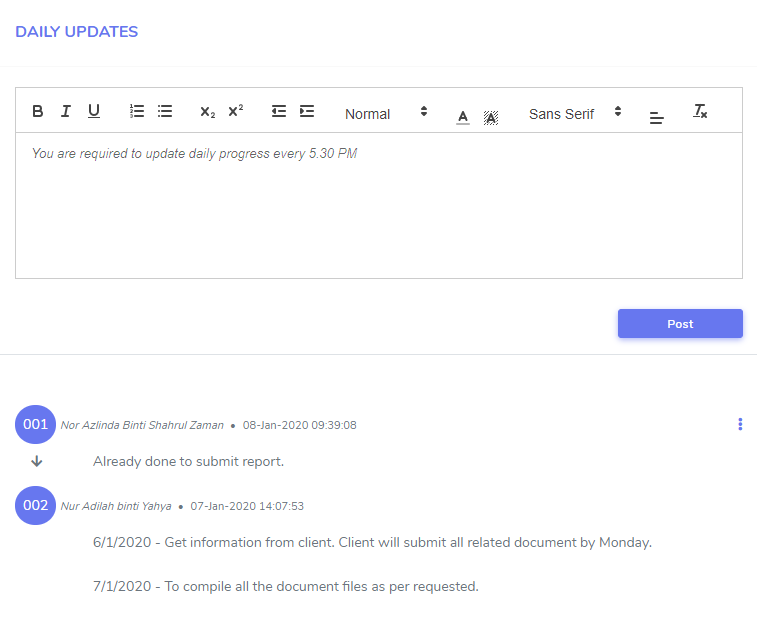 DAILY UPDATES
B I U X₂ X² Normal A A Sans Serif Tx
You are required to update daily progress every 5.30 PM
Post
001 Nor Azlinda Binti Shahrul Zaman • 08-Jan-2020 09:39:08
Already done to submit report.
002 Nur Adilah binti Yahya • 07-Jan-2020 14:07:53
6/1/2020 - Get information from client. Client will submit all related document by Monday.
7/1/2020 - To compile all the document files as per requested.